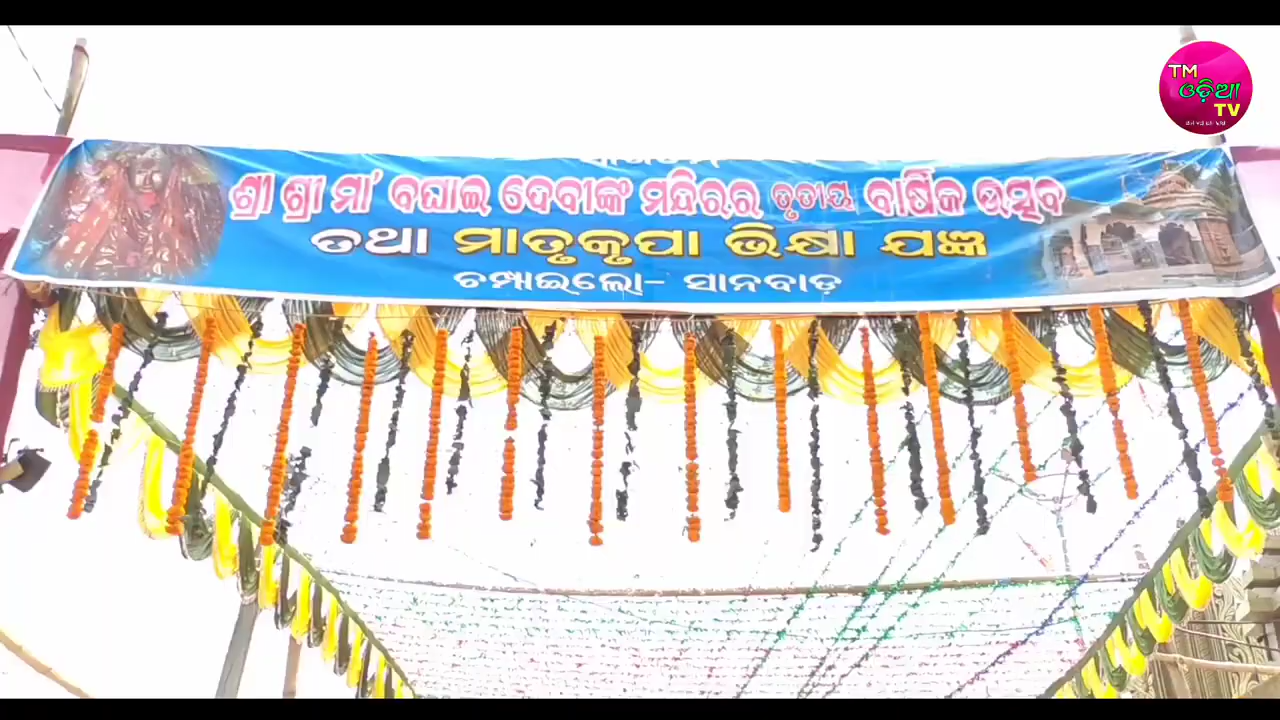 TM
ଓଡ଼ିଆ
TV
ଶ୍ରୀ ଶ୍ରୀ ମାଁ ବଘାଇ ଦେବୀଙ୍କ ମନ୍ଦିରର ତୃତୀୟ ବାର୍ଷିକ ଉତ୍ସବ
ତଥା ମାତୃକୃପା ଭିକ୍ଷା ଯଜ୍ଞ
ଚମ୍ପାଇଲୋ- ସାନବାଡ଼